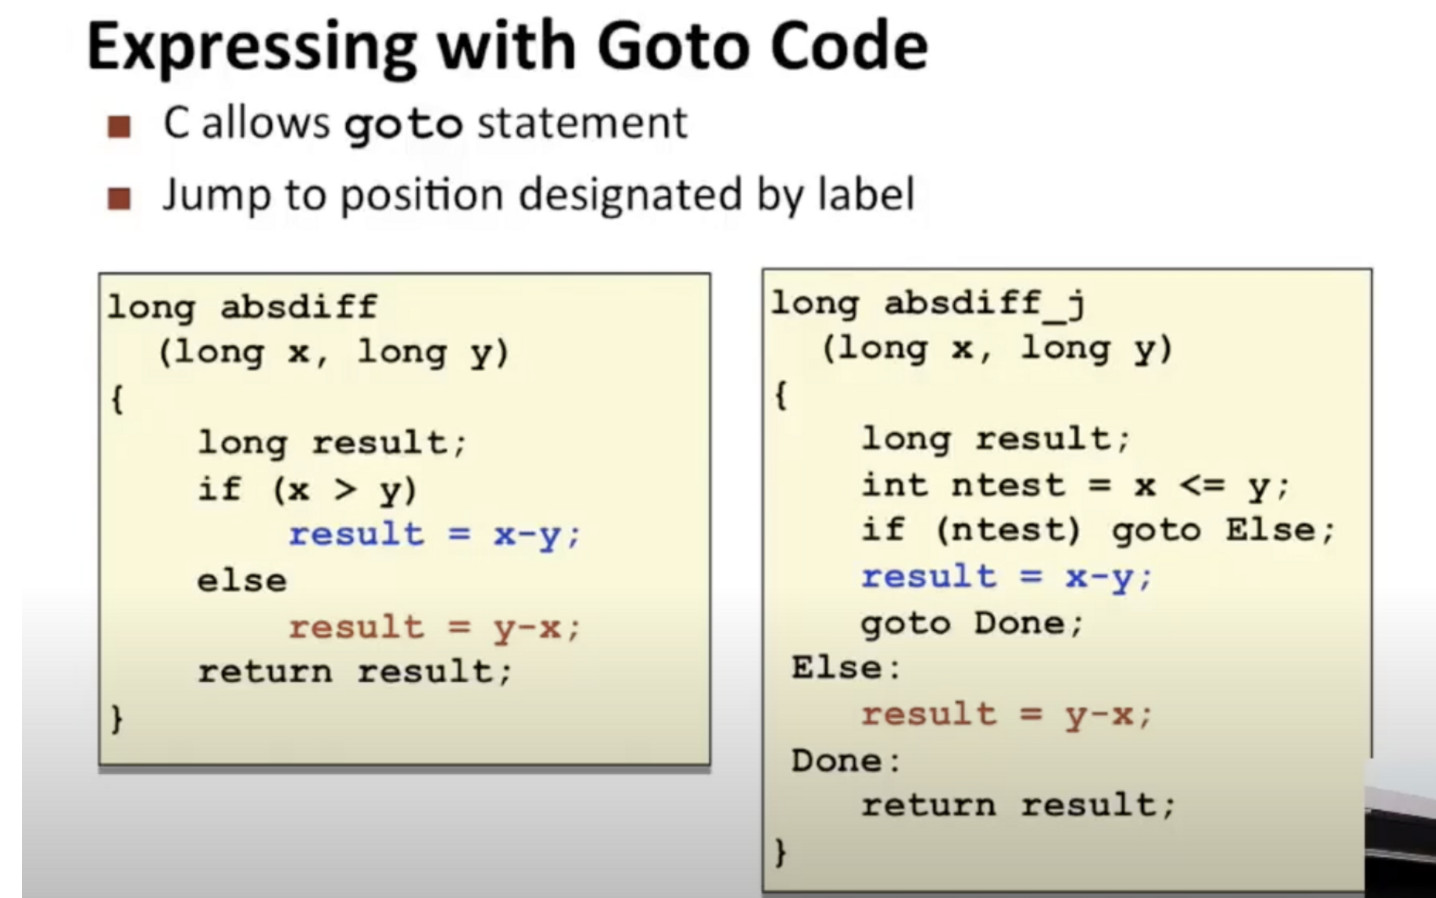 Expressing with Goto Code
■ C allows goto statement
■ Jump to position designated by label
long absdiff
(long x, long y)
{
long result;
if (x > y)
result = x-y;
else
result = y-x;
return result;
}
long absdiff_j
(long x, long y)
{
long result;
int ntest = x <= y;
if (ntest) goto Else;
result = x-y;
goto Done;
Else:
result = y-x;
Done:
return result;
}